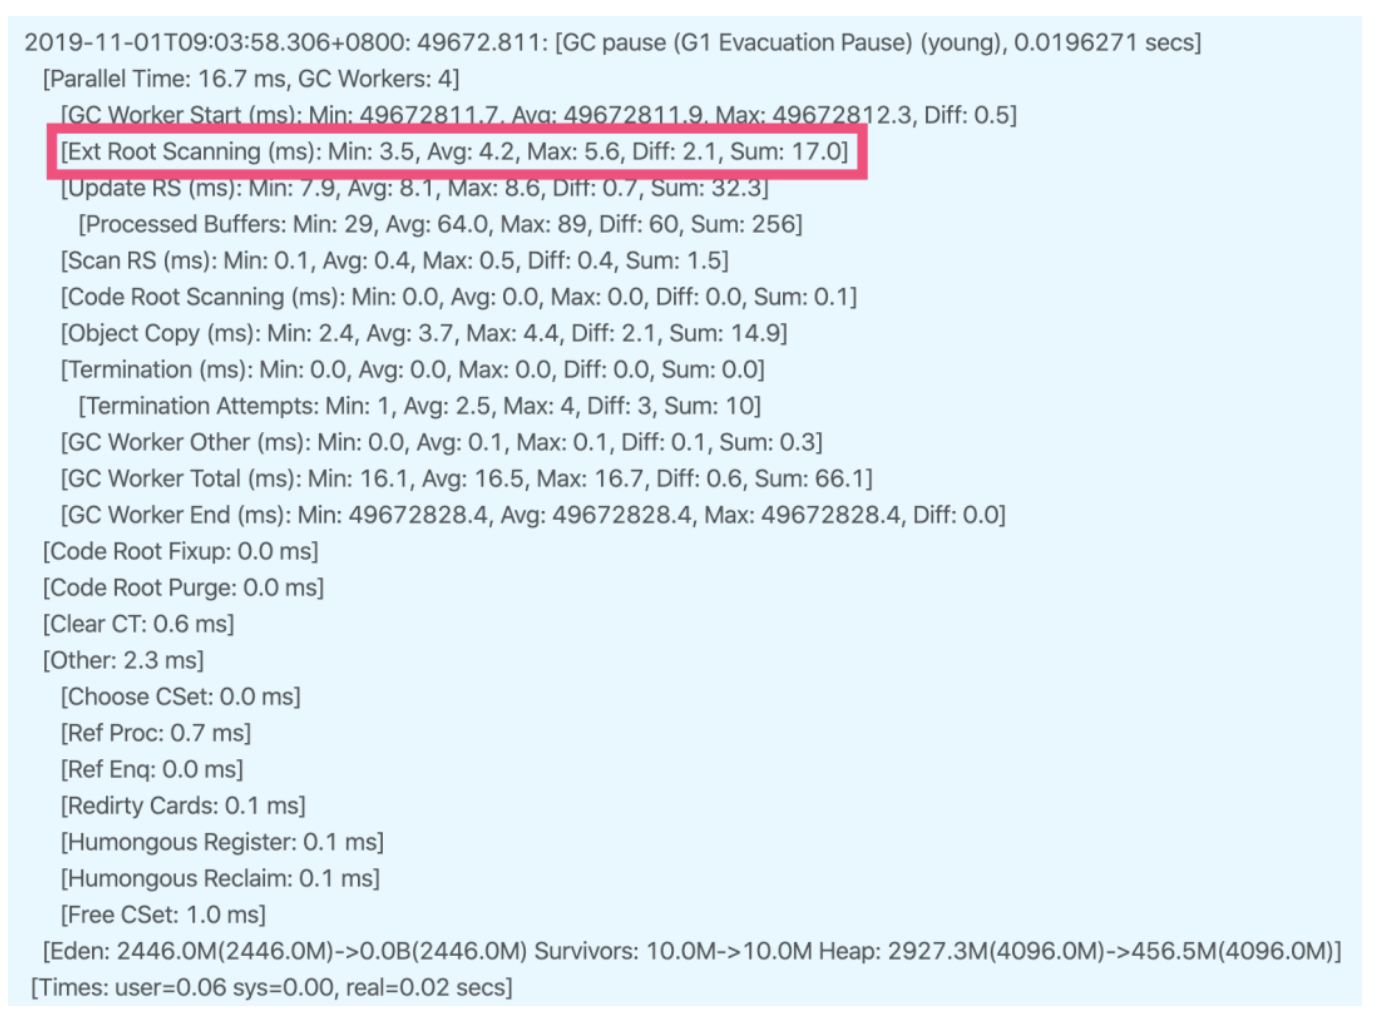 2019-11-01T09:03:58.306+0800: 49672.811: [GC pause (G1 Evacuation Pause) (young), 0.0196271 secs]
[Parallel Time: 16.7 ms, GC Workers: 4]
[GC Worker Start (ms): Min: 49672811.7, Avg: 49672811.9, Max: 49672812.3, Diff: 0.5]
[Ext Root Scanning (ms): Min: 3.5, Avg: 4.2, Max: 5.6, Diff: 2.1, Sum: 17.0]
[Update RS (ms): Min: 7.9, Avg: 8.1, Max: 8.6, Diff: 0.7, Sum: 32.3]
[Processed Buffers: Min: 29, Avg: 64.0, Max: 89, Diff: 60, Sum: 256]
[Scan RS (ms): Min: 0.1, Avg: 0.4, Max: 0.5, Diff: 0.4, Sum: 1.5]
[Code Root Scanning (ms): Min: 0.0, Avg: 0.0, Max: 0.0, Diff: 0.0, Sum: 0.1]
[Object Copy (ms): Min: 2.4, Avg: 3.7, Max: 4.4, Diff: 2.1, Sum: 14.9]
[Termination (ms): Min: 0.0, Avg: 0.0, Max: 0.0, Diff: 0.0, Sum: 0.0]
[Termination Attempts: Min: 1, Avg: 2.5, Max: 4, Diff: 3, Sum: 10]
[GC Worker Other (ms): Min: 0.0, Avg: 0.1, Max: 0.1, Diff: 0.1, Sum: 0.3]
[GC Worker Total (ms): Min: 16.1, Avg: 16.5, Max: 16.7, Diff: 0.6, Sum: 66.1]
[GC Worker End (ms): Min: 49672828.4, Avg: 49672828.4, Max: 49672828.4, Diff: 0.0]
[Code Root Fixup: 0.0 ms]
[Code Root Purge: 0.0 ms]
[Clear CT: 0.6 ms]
[Other: 2.3 ms]
[Choose CSet: 0.0 ms]
[Ref Proc: 0.7 ms]
[Ref Enq: 0.0 ms]
[Redirty Cards: 0.1 ms]
[Humongous Register: 0.1 ms]
[Humongous Reclaim: 0.1 ms]
[Free CSet: 1.0 ms]
[Eden: 2446.0M(2446.0M)->0.0B(2446.0M) Survivors: 10.0M->10.0M Heap: 2927.3M(4096.0M)->456.5M(4096.0M)]
[Times: user=0.06 sys=0.00, real=0.02 secs]